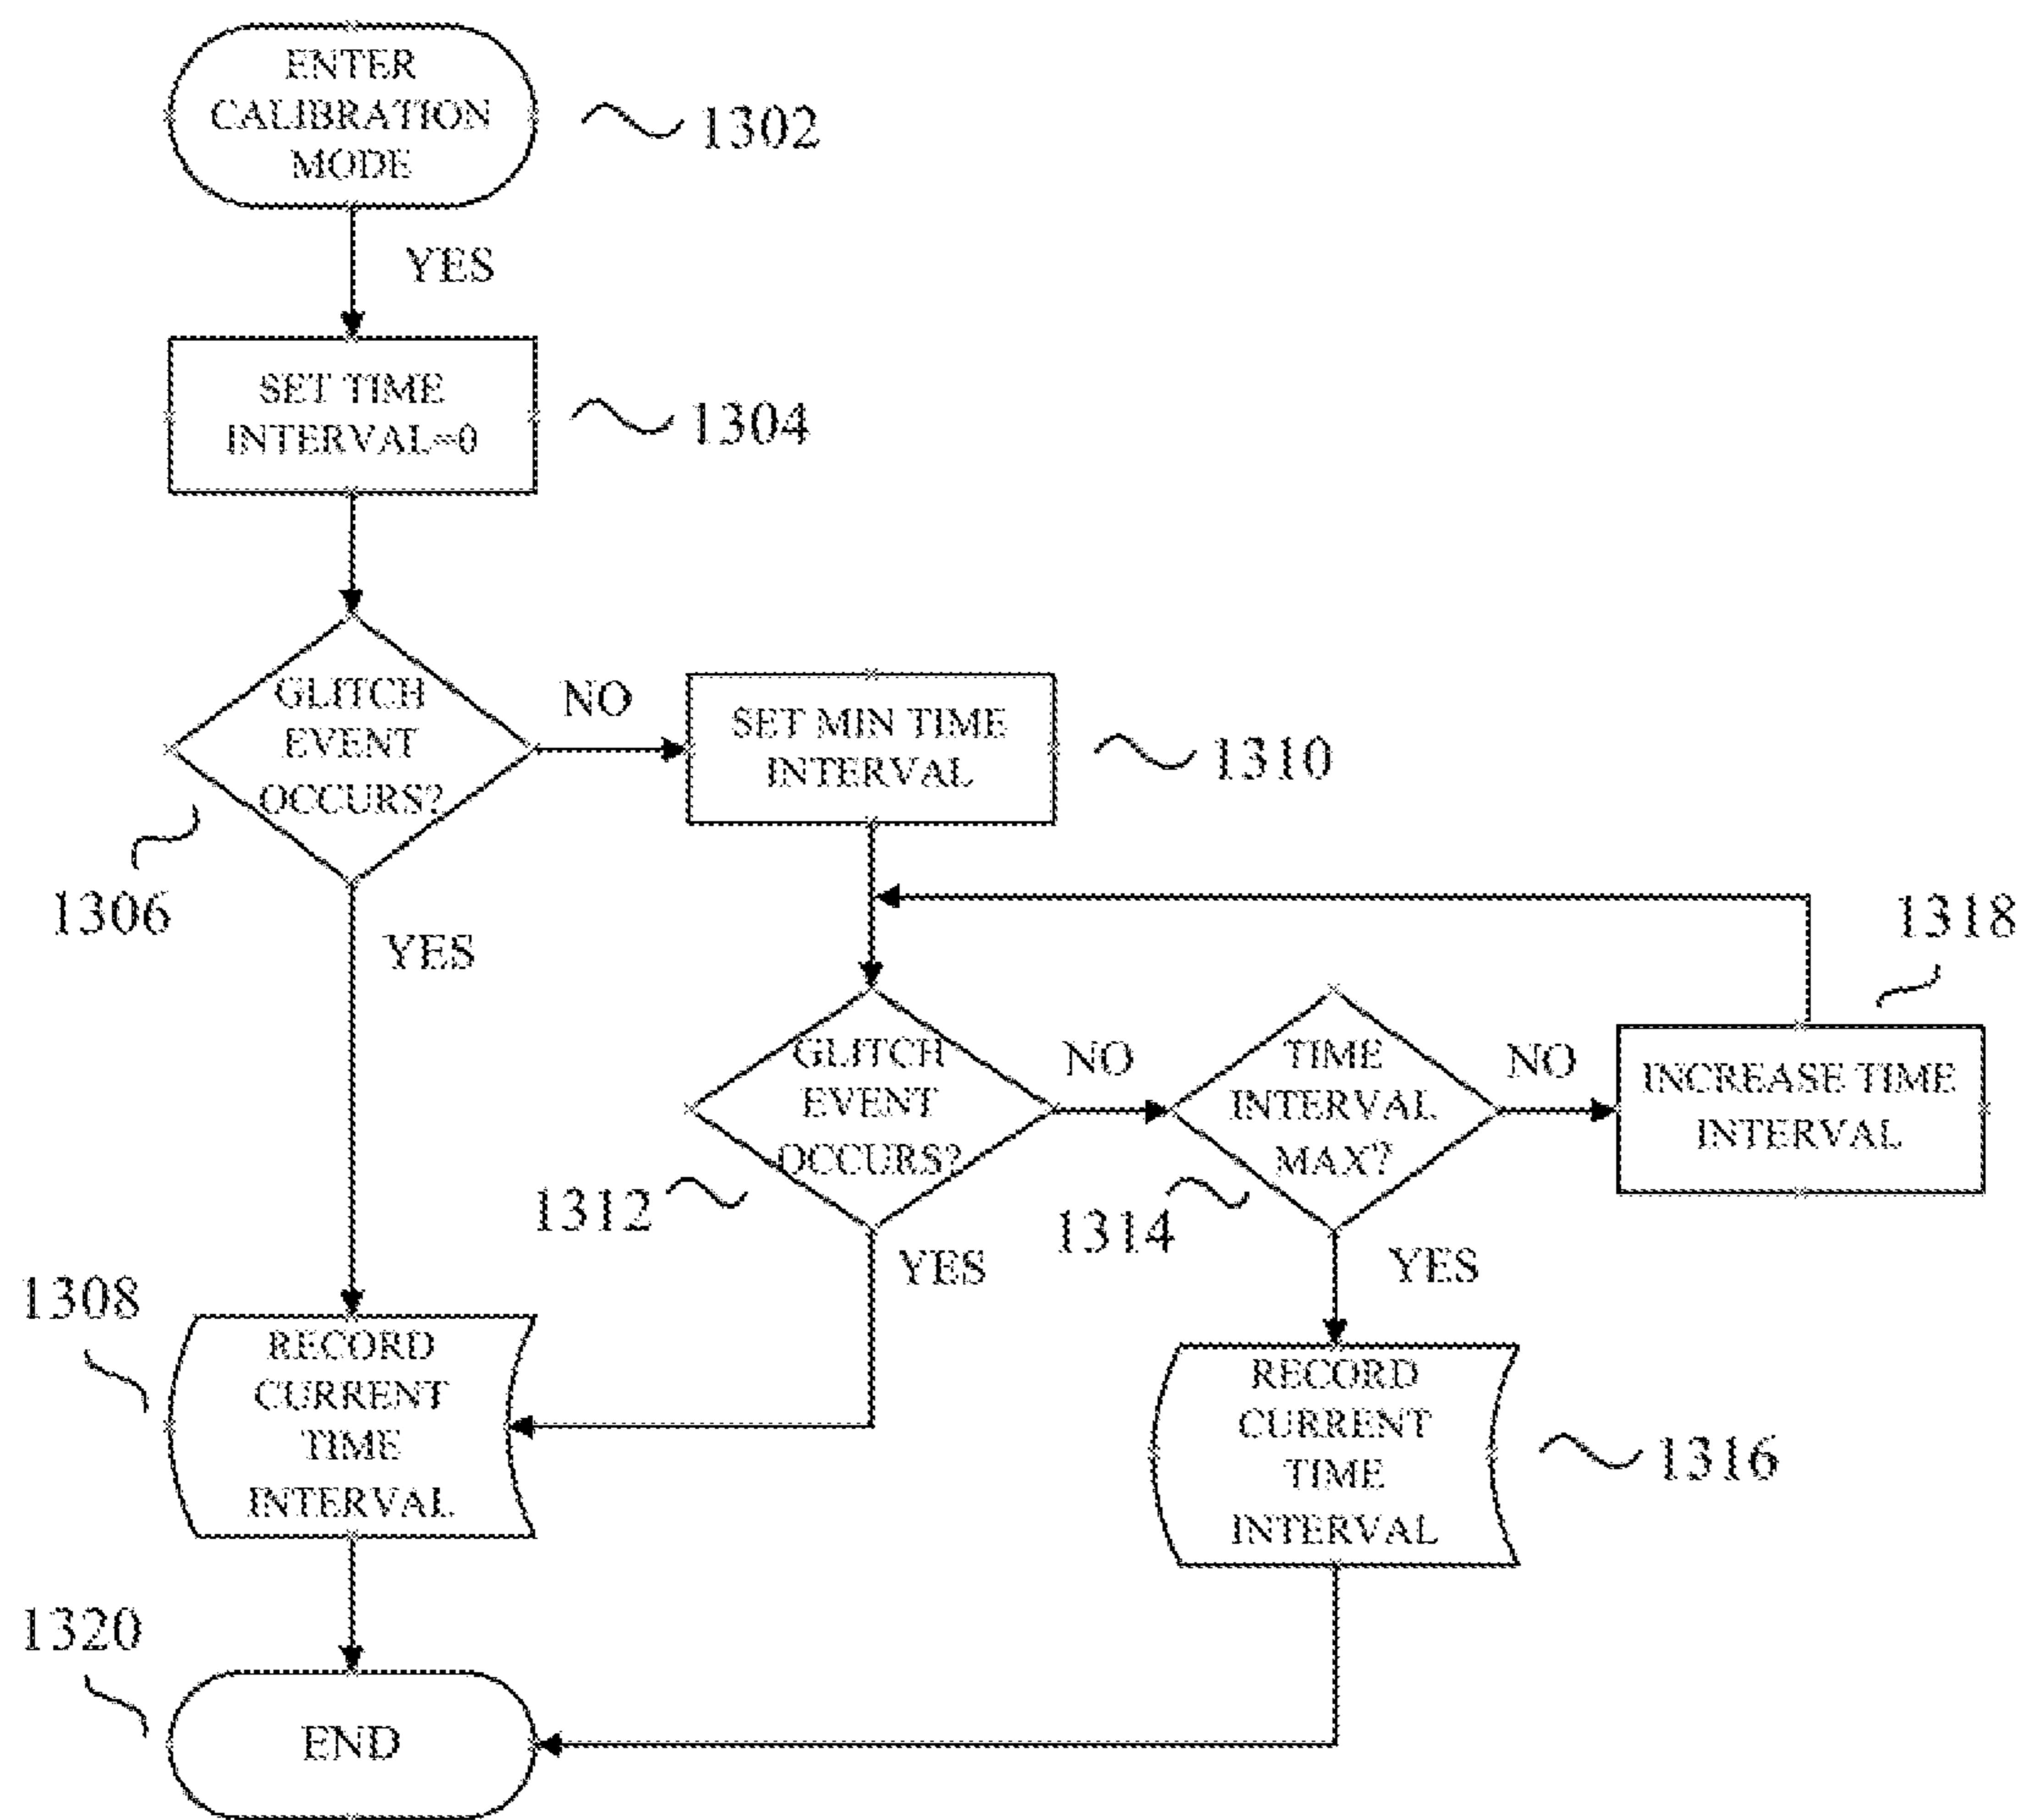 ENTER
CALIBRATION
MODE
1302
YES
SET TIME
INTERVAL=0
1304
GLITCH
EVENT
OCCURS?
1306
NO
SET MIN TIME
INTERVAL
1310
YES
1318
GLITCH
EVENT
OCCURS?
1312
NO
TIME
INTERVAL
MAX?
1314
NO
INCREASE TIME
INTERVAL
YES
YES
1308
RECORD
CURRENT
TIME
INTERVAL
RECORD
CURRENT
TIME
INTERVAL
1316
1320
END